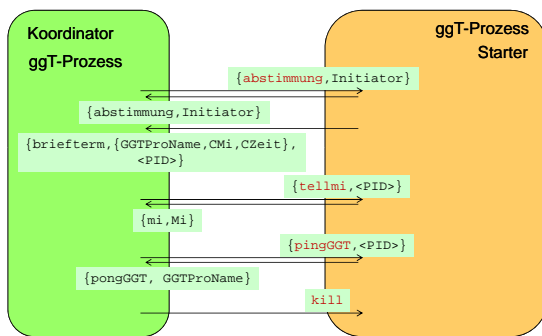 Koordinator
ggT-Prozess
ggT-Prozess
Starter
{abstimmung,Initiator}
{abstimmung,Initiator}
{briefterm,{GGTProName,CMi,CZeit},
<PID>}
{tellmi,<PID>}
{mi,Mi}
{pingGGT,<PID>}
{pongGGT, GGTProName}
kill